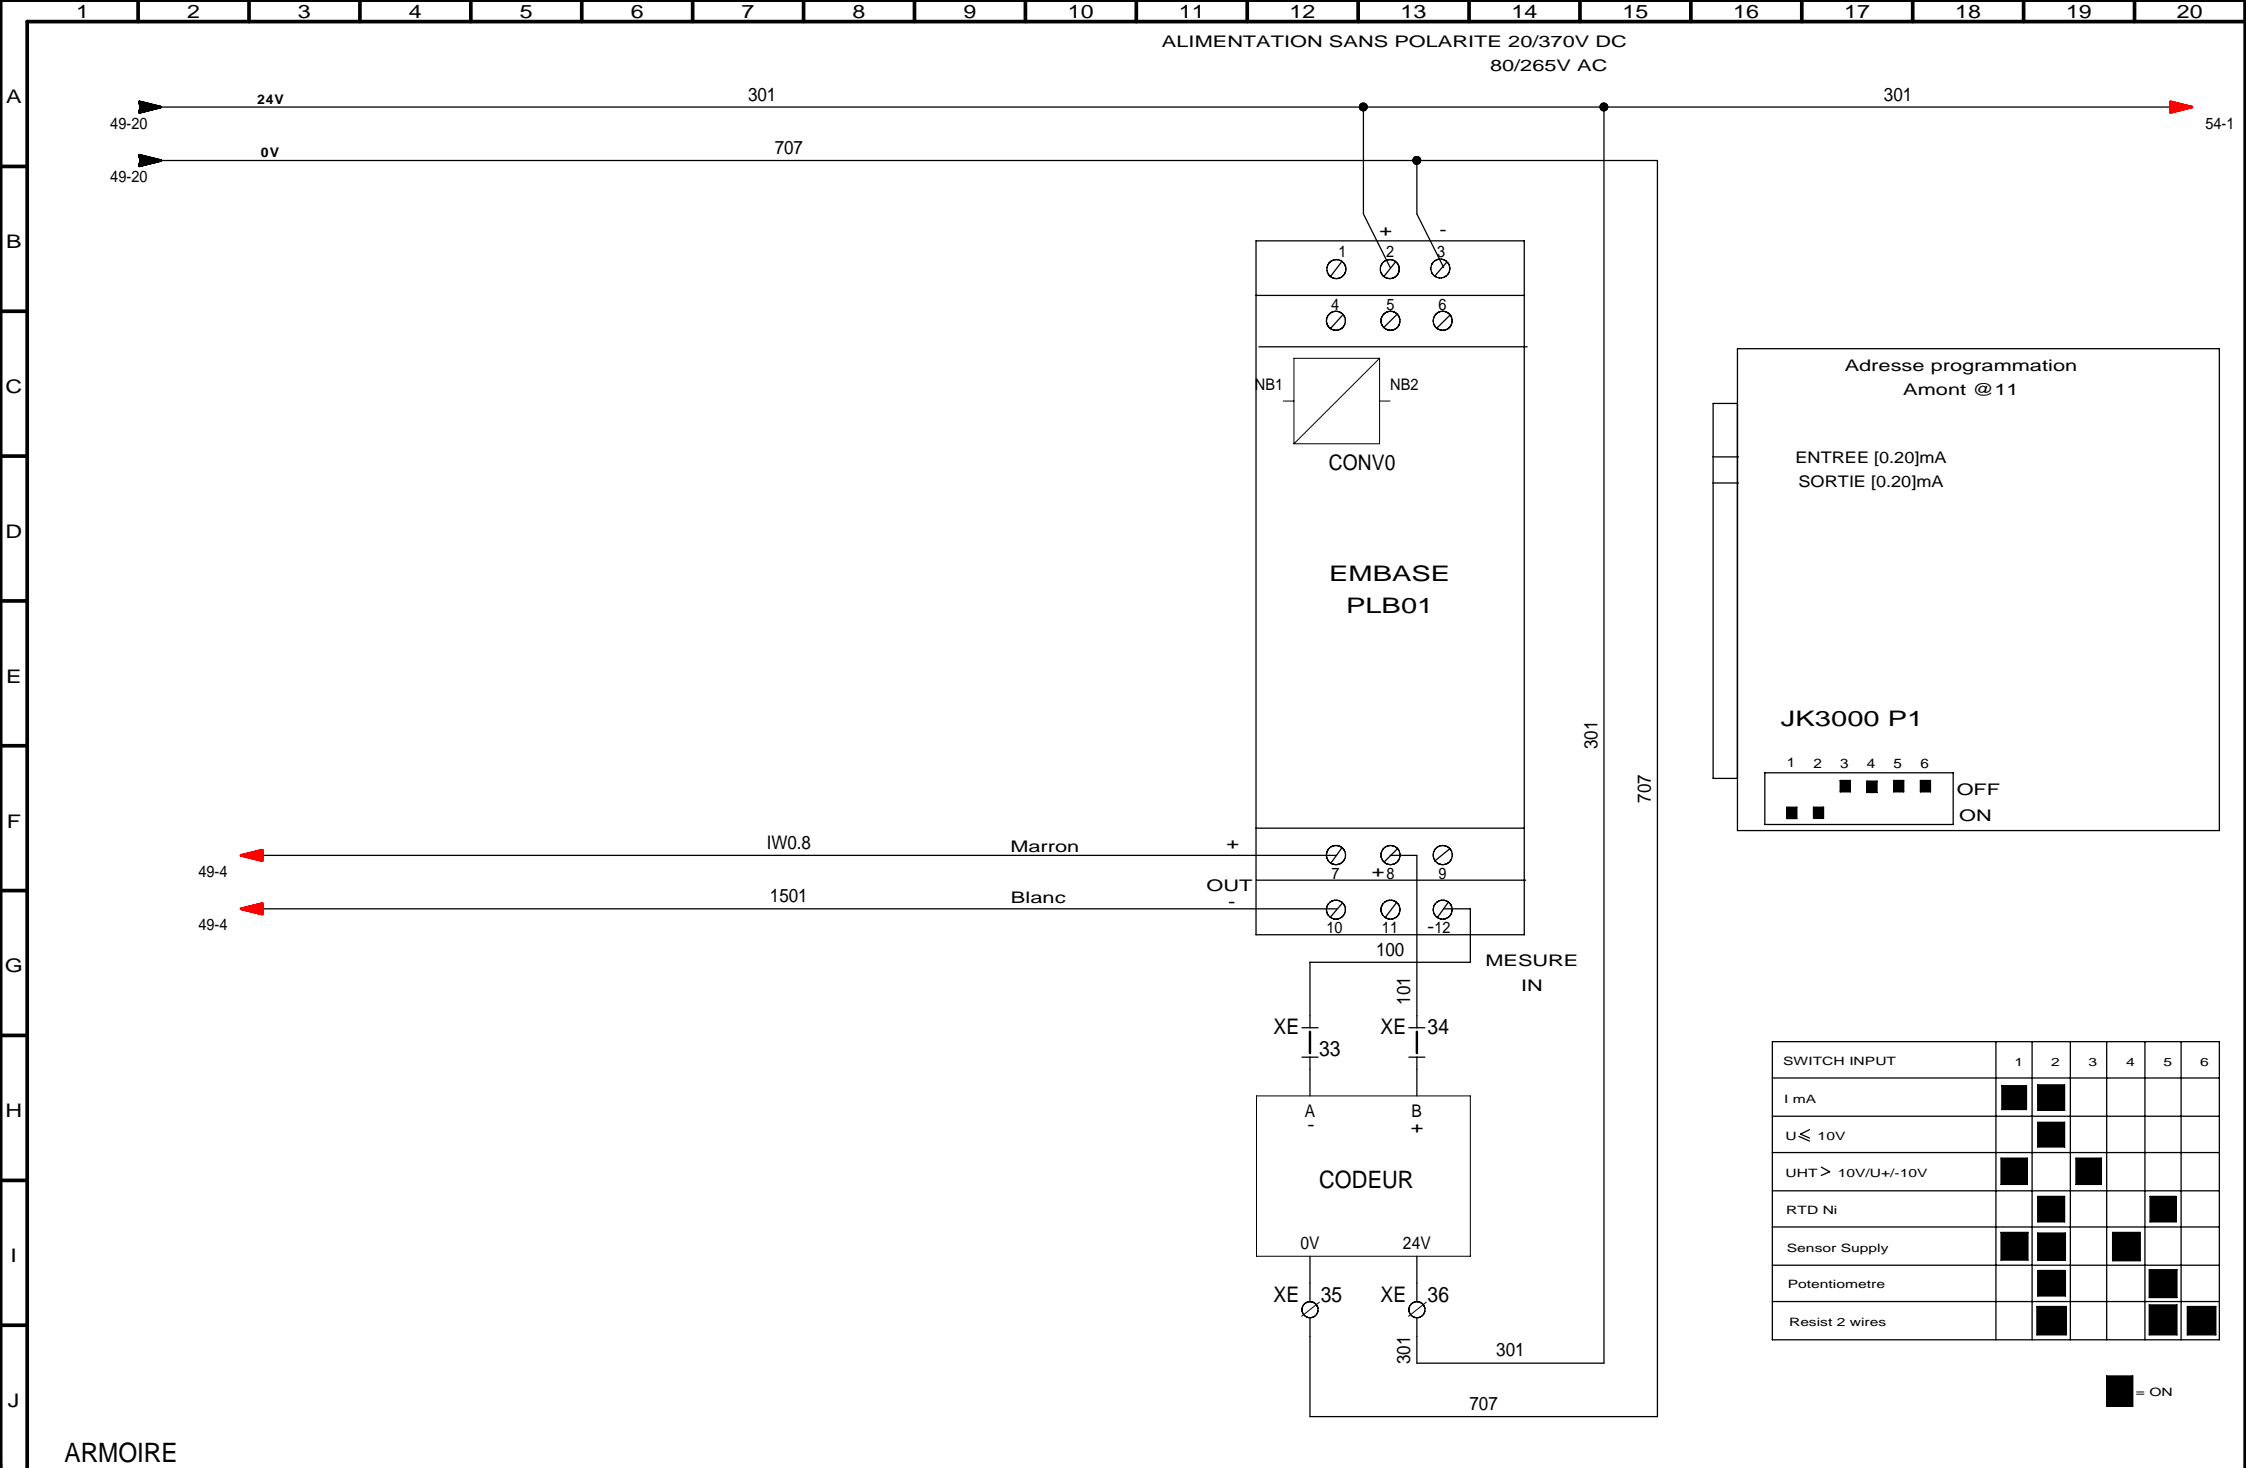 1 2 3 4 5 6 7 8 9 10 11 12 13 14 15 16 17 18 19 20
ALIMENTATION SANS POLARITE 20/370V DC
80/265V AC
A
24V
301
301
49-20
54-1
0V
707
49-20
B
+ -
1 2 3
4 5 6
C
NB1
NB2
CONV0
Adresse programmation
Amont @11
ENTREE [0.20]mA
SORTIE [0.20]mA
D
EMBASE
PLB01
E
JK3000 P1
301
707
1 2 3 4 5 6
OFF
ON
F
IW0.8
Marron
+
49-4
7 +8 9
1501
Blanc
OUT
-
49-4
10 11 -12
G
100
MESURE
IN
101
XE
33
XE
34
H
A
-
B
+
CODEUR
0V
24V
I
XE
35
XE
36
301
301
707
J
SWITCH INPUT 1 2 3 4 5 6
I mA
U⩽ 10V
UHT> 10V/U+/-10V
RTD Ni
Sensor Supply
Potentiometre
Resist 2 wires
= ON
ARMOIRE